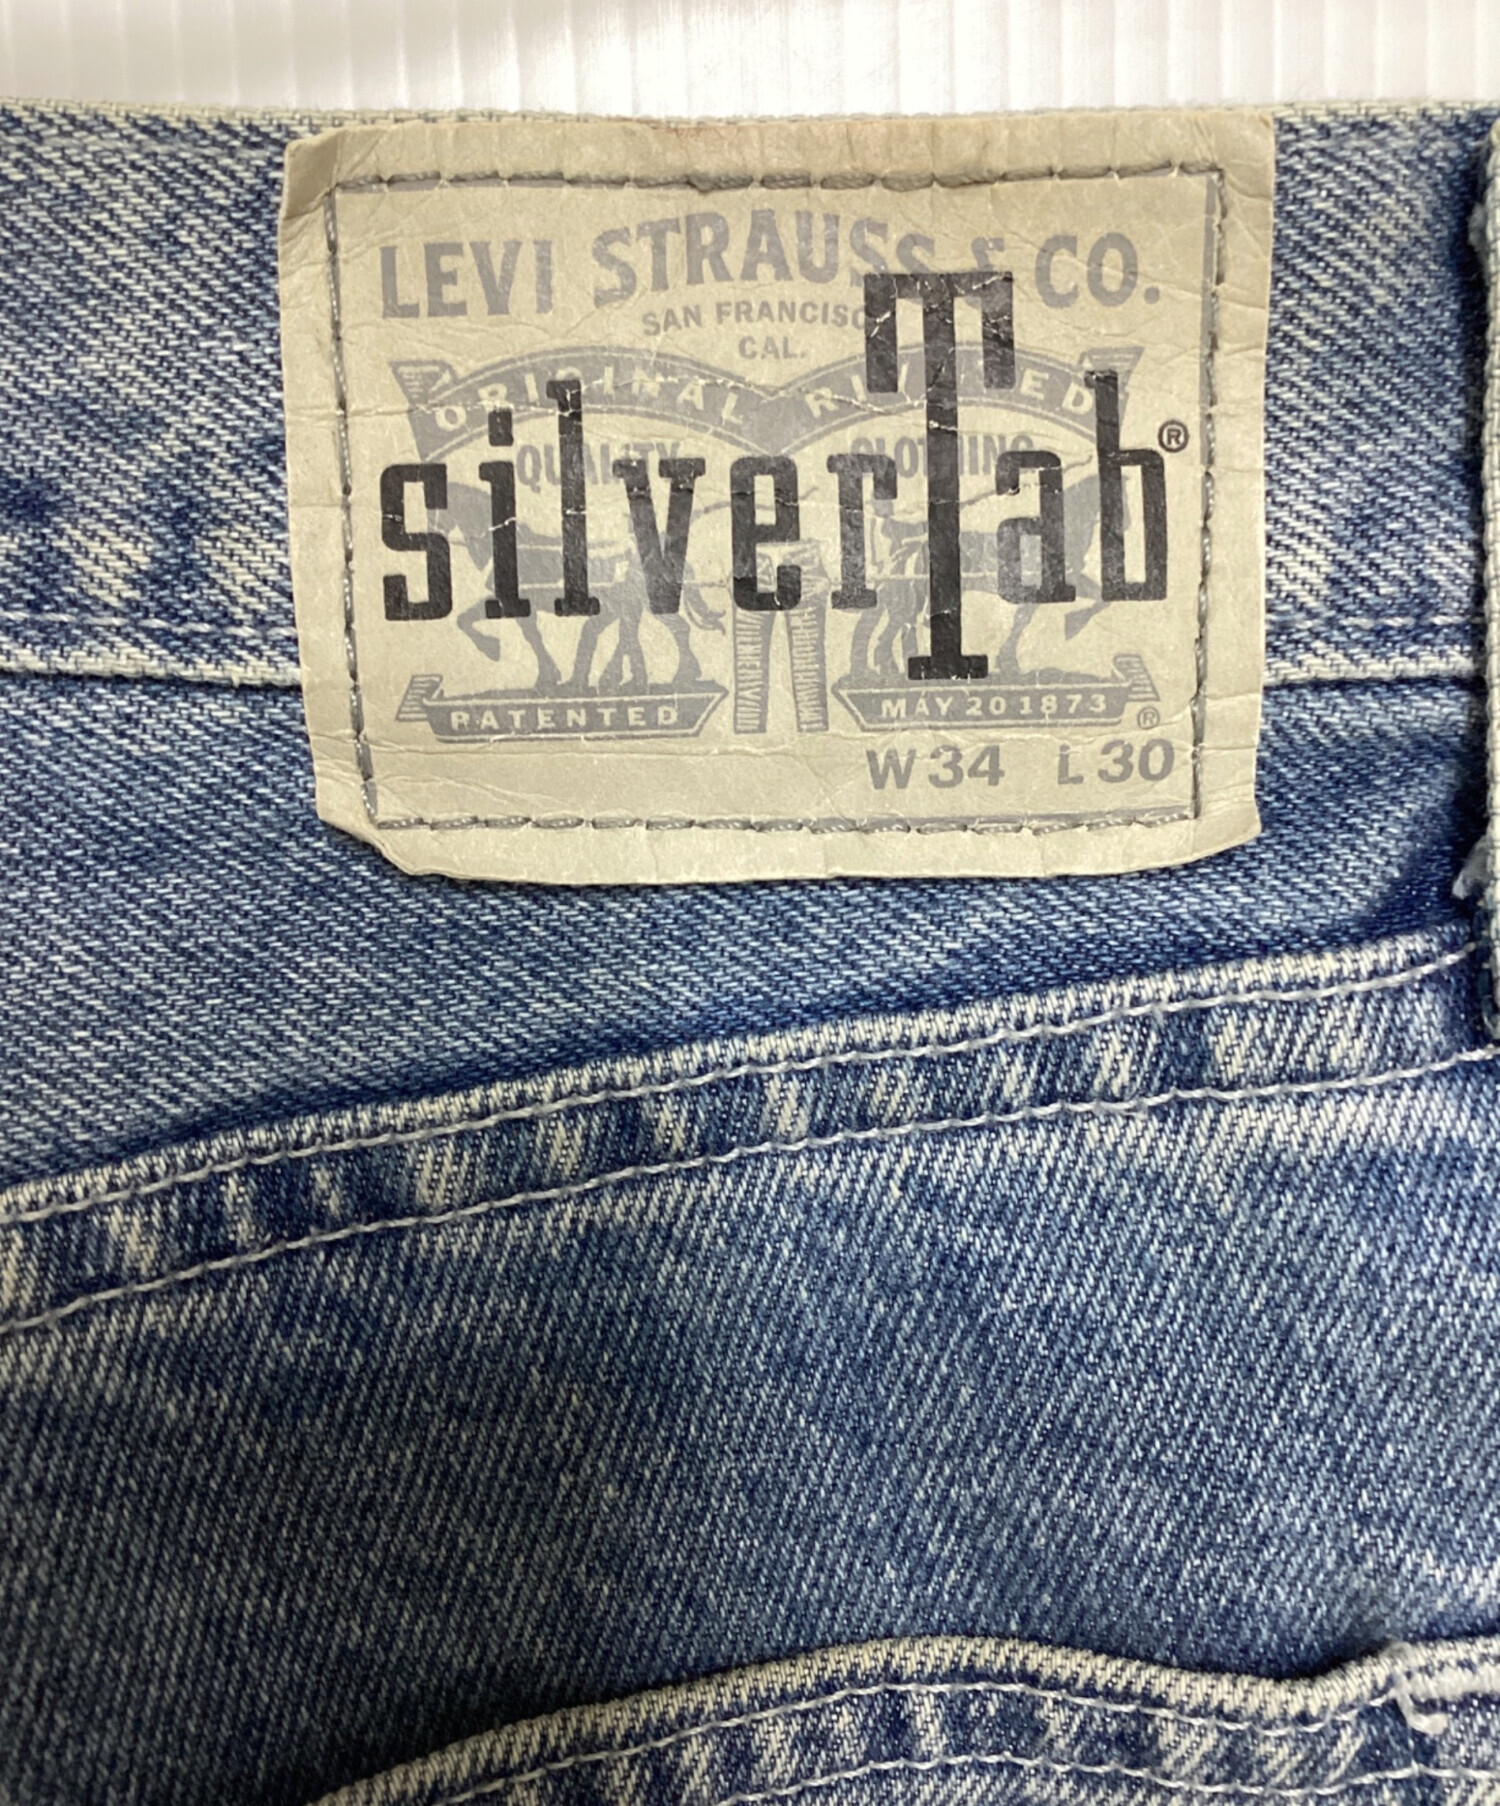 LEVI STRAUSS & CO.
SAN FRANCISCO
CAL.
ORIGINAL RIVETED
QUALITY CLOTHING
silverTab®
PATENTED MAY 20 1873 ®
W34 L30